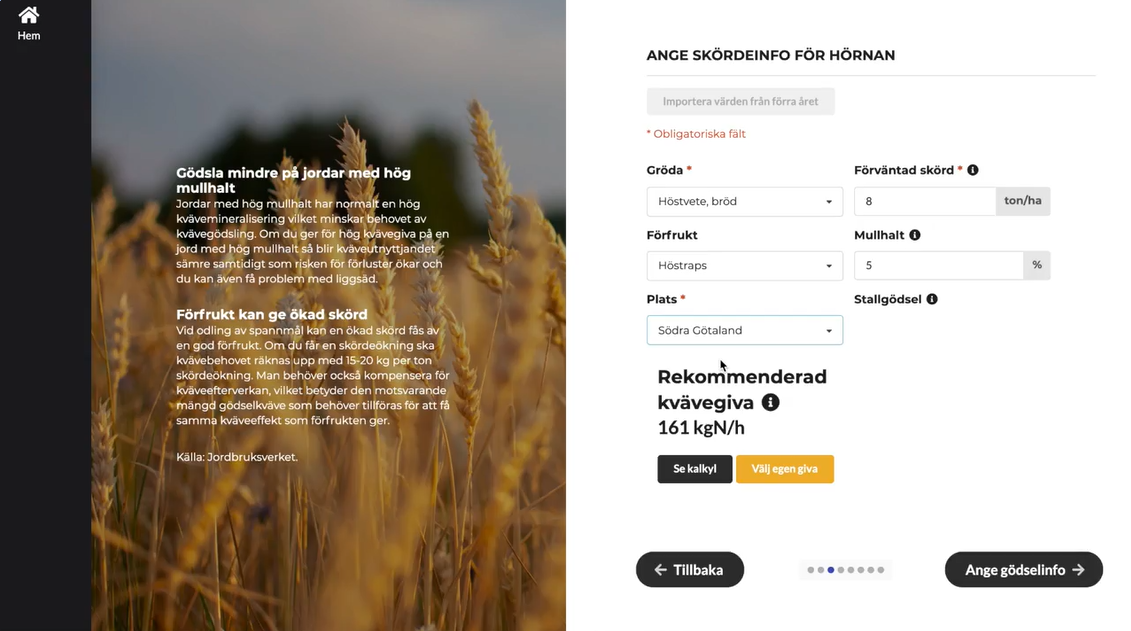 Hem
Gödsla mindre på jordar med hög
mullhalt
Jordar med hög mullhalt har normalt en hög
kvävemineralisering vilket minskar behovet av
kvävegödsling. Om du ger för hög kvävegiva på en
jord med hög mullhalt så blir kväveutnyttjandet
sämre samtidigt som risken för förluster ökar och
du kan även få problem med liggsäd.
Förfrukt kan ge ökad skörd
Vid odling av spannmål kan en ökad skörd fås av
en god förfrukt. Om du får en skördeökning ska
kvävebehovet räknas upp med 15-20 kg per ton
skördeökning. Man behöver också kompensera för
kväveefterverkan, vilket betyder den motsvarande
mängd gödselkväve som behöver tillföras för att få
samma kväveeffekt som förfrukten ger.
Källa: Jordbruksverket.
ANGE SKÖRDEINFO FÖR HÖRNAN
Importera värden från förra året
* Obligatoriska fält
Gröda *
Höstvete, bröd
Förväntad skörd *
8 ton/ha
Förfrukt
Höstraps
Mullhalt
5 %
Plats *
Södra Götaland
Stallgödsel
Rekommenderad
kvävegiva
161 kgN/h
Se kalkyl
Välj egen giva
Tillbaka
Ange gödselinfo